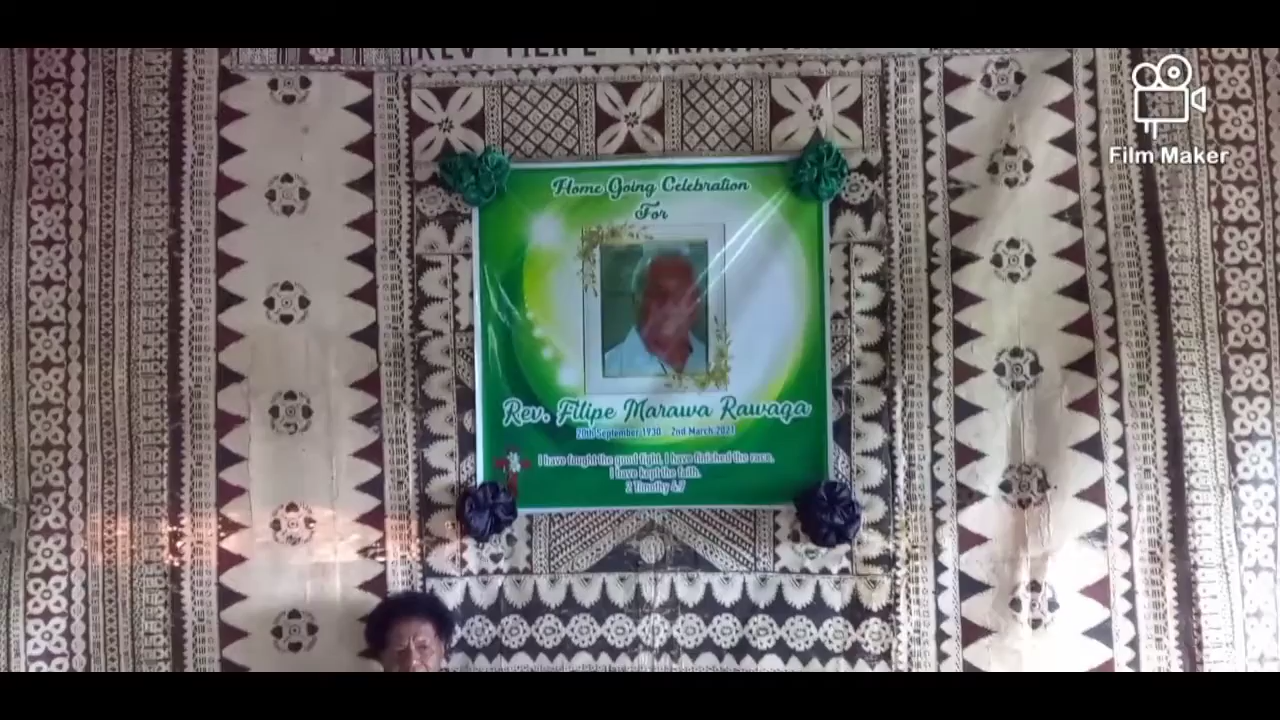 Film Maker
Home Going Celebration
For
Rev. Filipe Marawa Rawaga
20th September 1930 - 2nd March 2021
I have fought the good fight, I have finished the race,
I have kept the faith.
2 Timothy 4:7